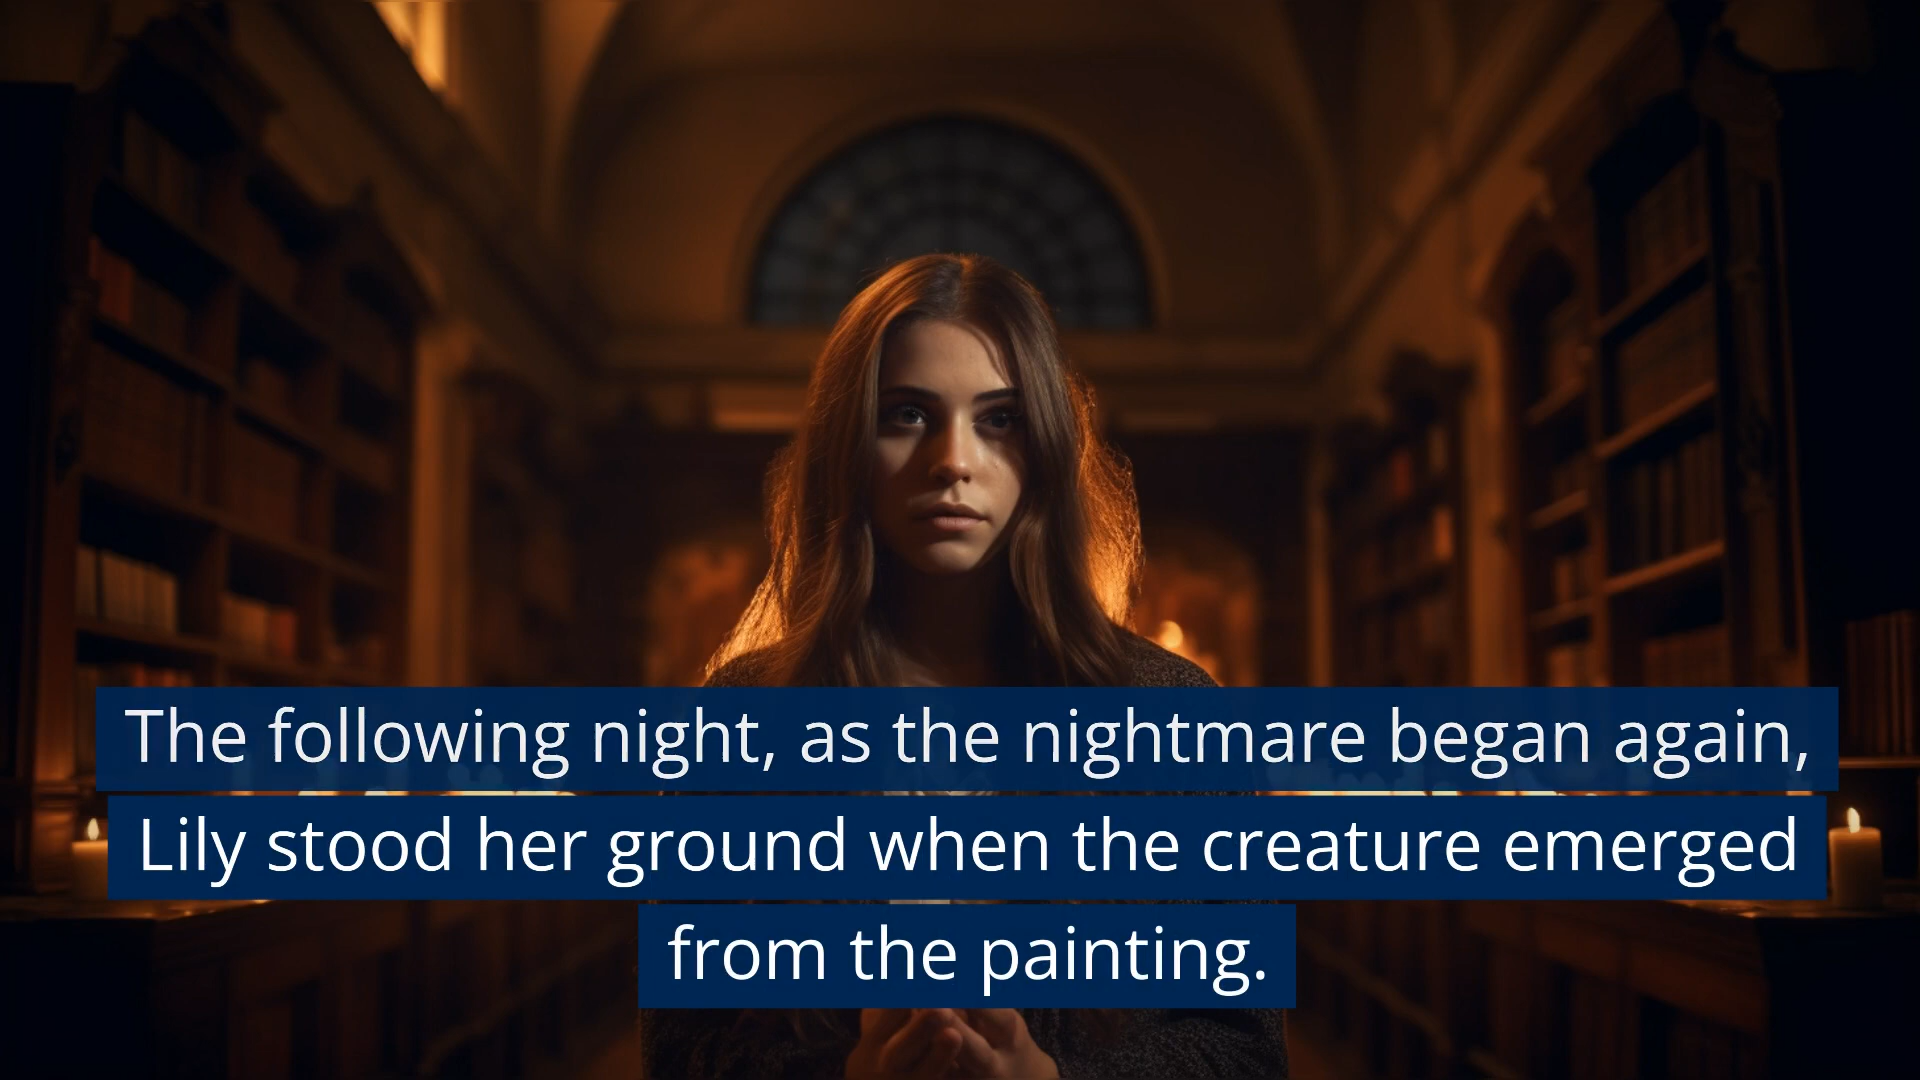 The following night, as the nightmare began again,
Lily stood her ground when the creature emerged
from the painting.